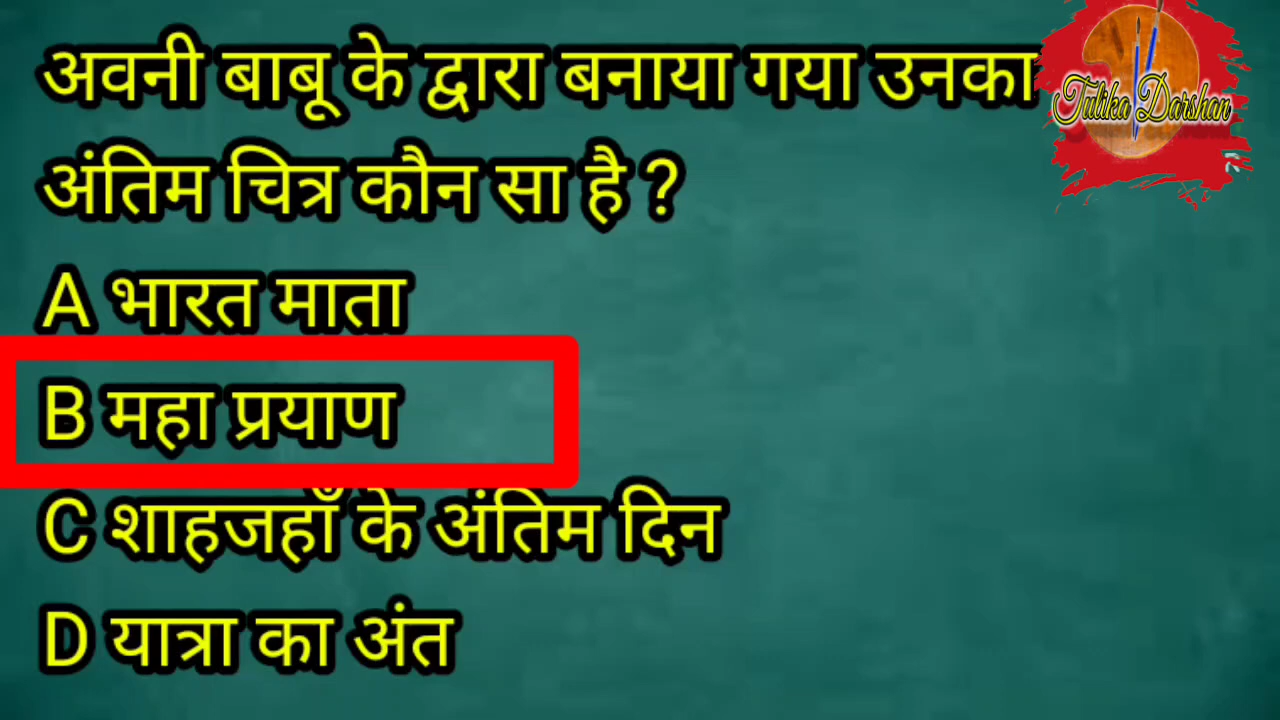 अवनी बाबू के द्वारा बनाया गया उनका
अंतिम चित्र कौन सा है ?
A भारत माता
B महा प्रयाण
C शाहजहाँ के अंतिम दिन
D यात्रा का अंत
Tulika Darshan